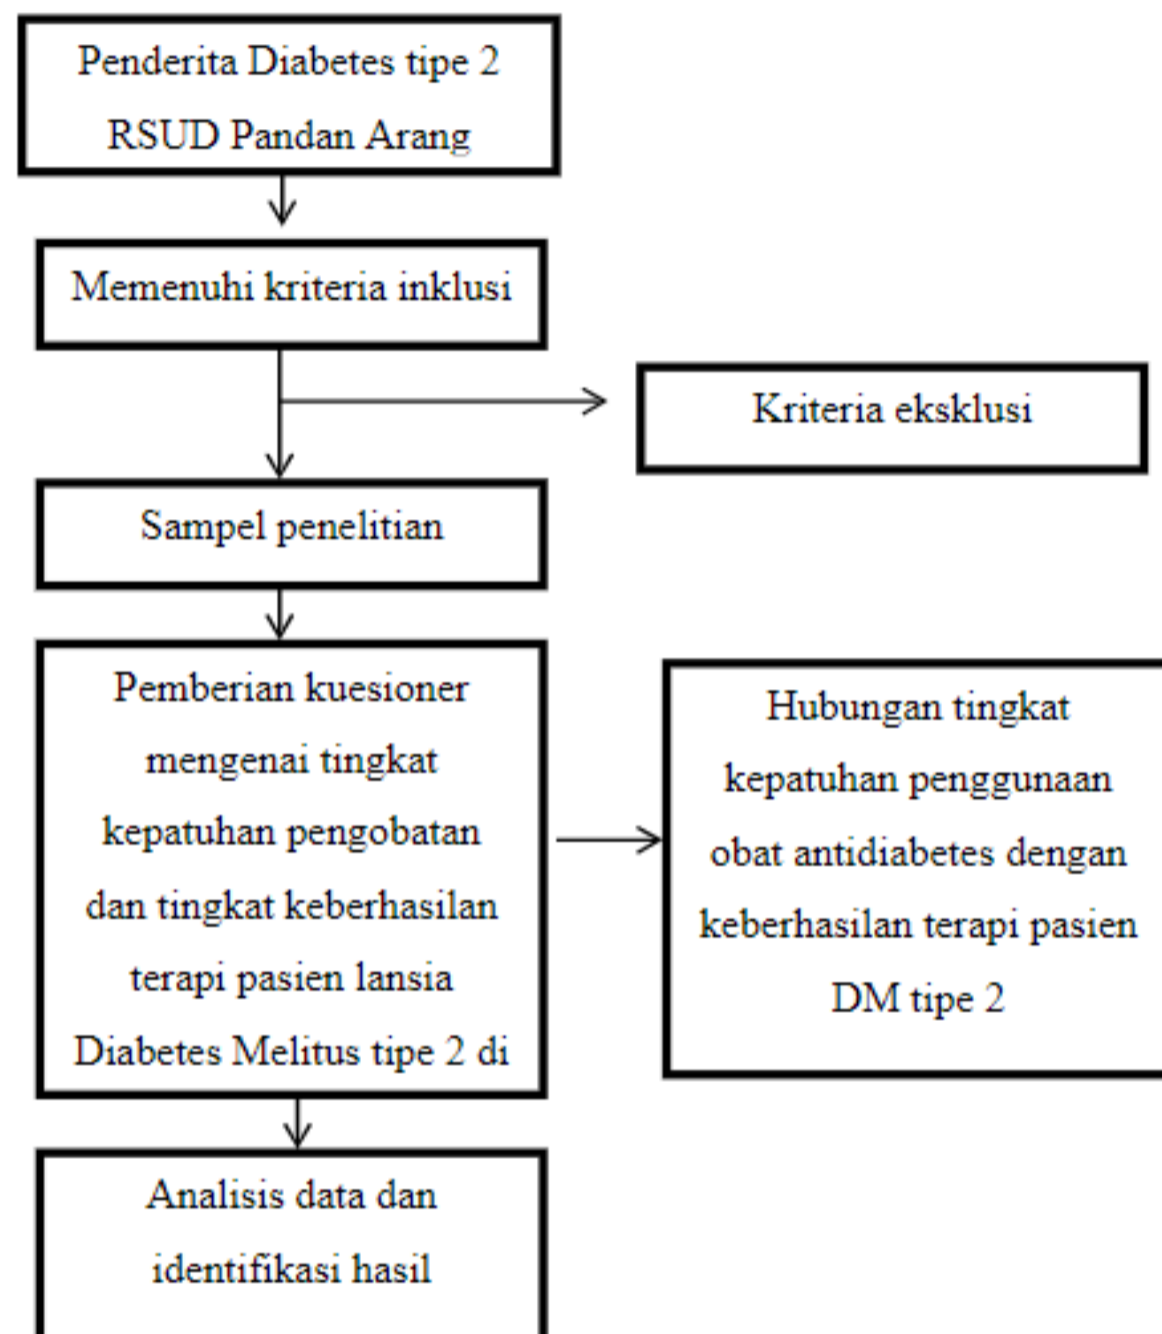 Penderita Diabetes tipe 2
RSUD Pandan Arang
Memenuhi kriteria inklusi
Kriteria eksklusi
Sampel penelitian
Pemberian kuesioner
mengenai tingkat
kepatuhan pengobatan
dan tingkat keberhasilan
terapi pasien lansia
Diabetes Melitus tipe 2 di
Hubungan tingkat
kepatuhan penggunaan
obat antidiabetes dengan
keberhasilan terapi pasien
DM tipe 2
Analisis data dan
identifikasi hasil